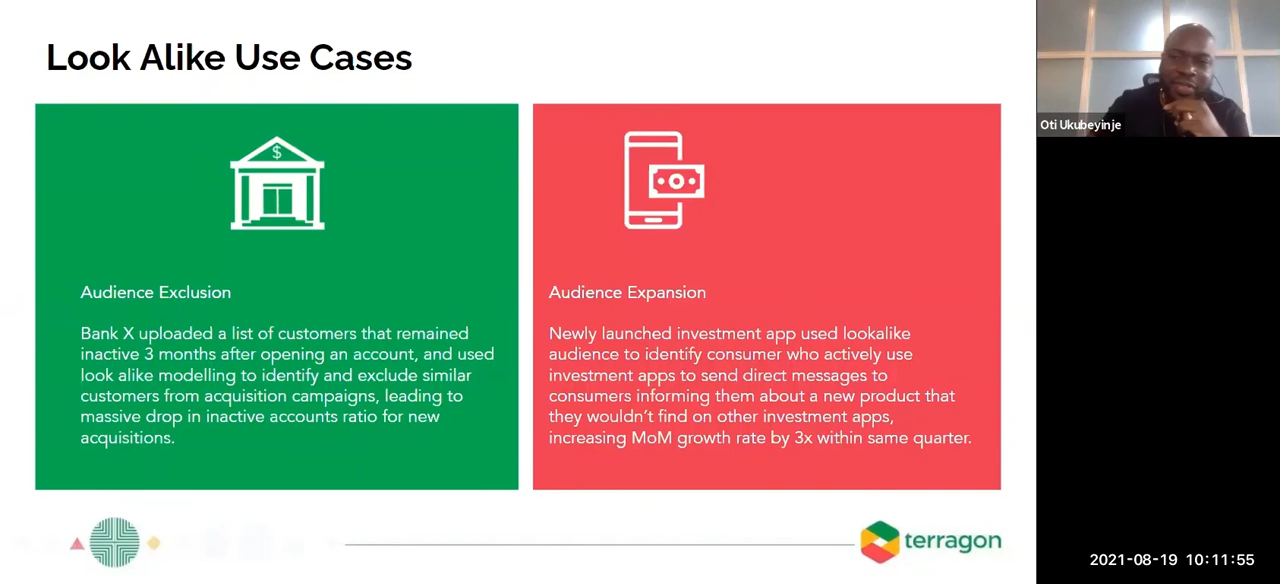 Look Alike Use Cases
$
Audience Exclusion
Bank X uploaded a list of customers that remained
inactive 3 months after opening an account, and used
look alike modelling to identify and exclude similar
customers from acquisition campaigns, leading to
massive drop in inactive accounts ratio for new
acquisitions.
Audience Expansion
Newly launched investment app used lookalike
audience to identify consumer who actively use
investment apps to send direct messages to
consumers informing them about a new product that
they wouldn't find on other investment apps,
increasing MoM growth rate by 3x within same quarter.
terragon
Oti Ukubeyinje
2021-08-19 10:11:55